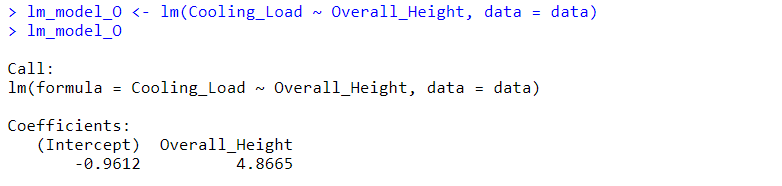 > lm_model_O <- lm(Cooling_Load ~ Overall_Height, data = data)
> lm_model_O
Call:
lm(formula = Cooling_Load ~ Overall_Height, data = data)
Coefficients:
(Intercept)  Overall_Height
-0.9612          4.8665